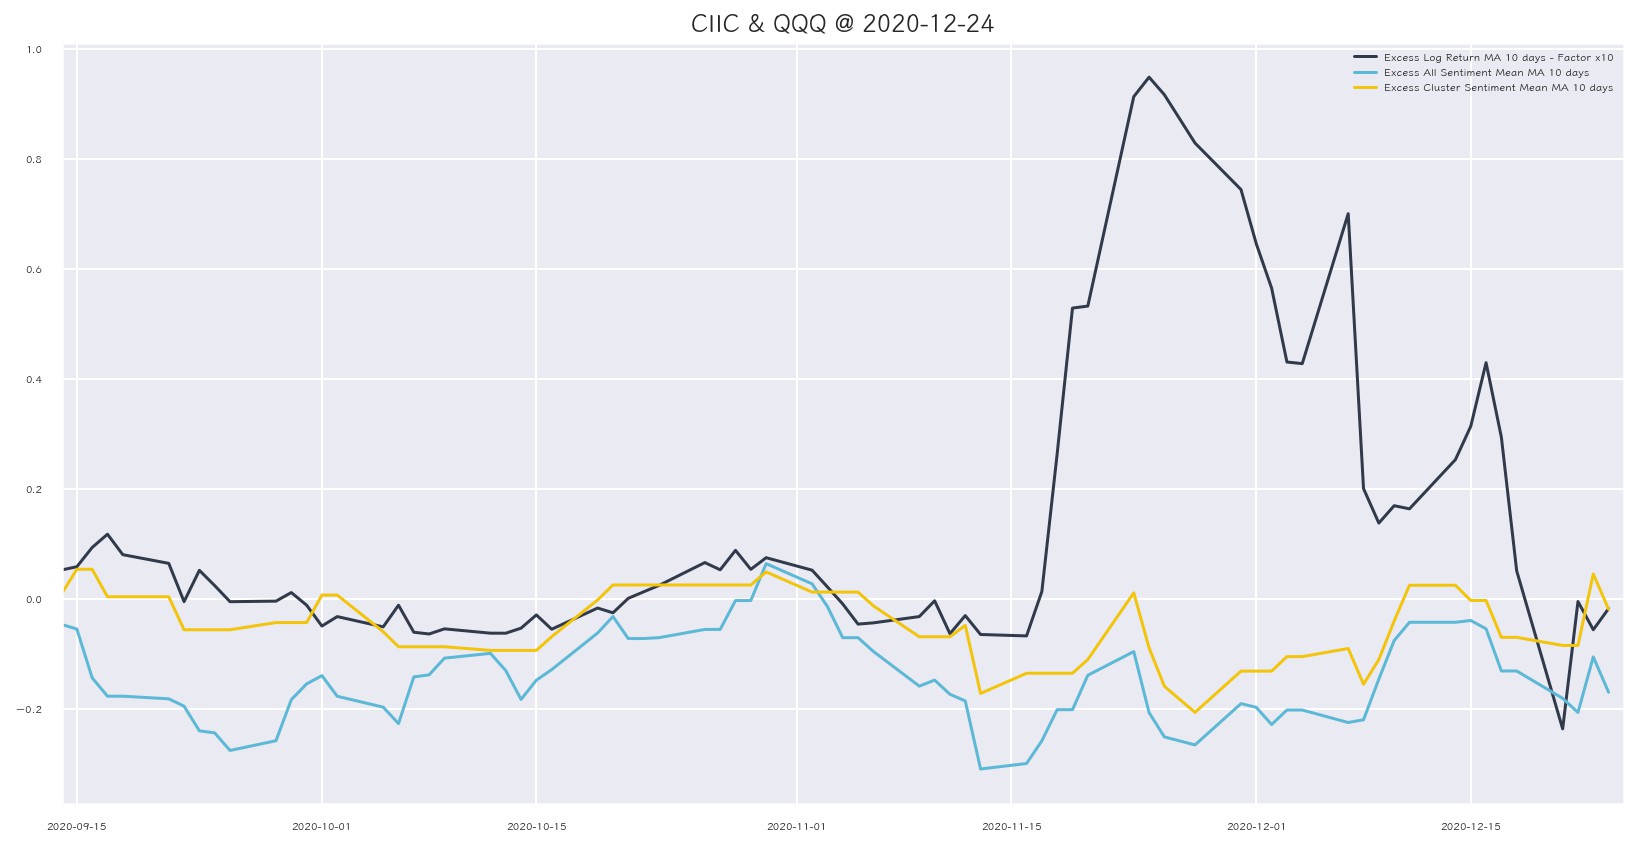 CIIC & QQQ @ 2020-12-24
1.0
Excess Log Return MA 10 days - Factor x10
Excess All Sentiment Mean MA 10 days
Excess Cluster Sentiment Mean MA 10 days
0.8
0.6
0.4
0.2
0.0
−0.2
2020-09-15 2020-10-01 2020-10-15 2020-11-01 2020-11-15 2020-12-01 2020-12-15